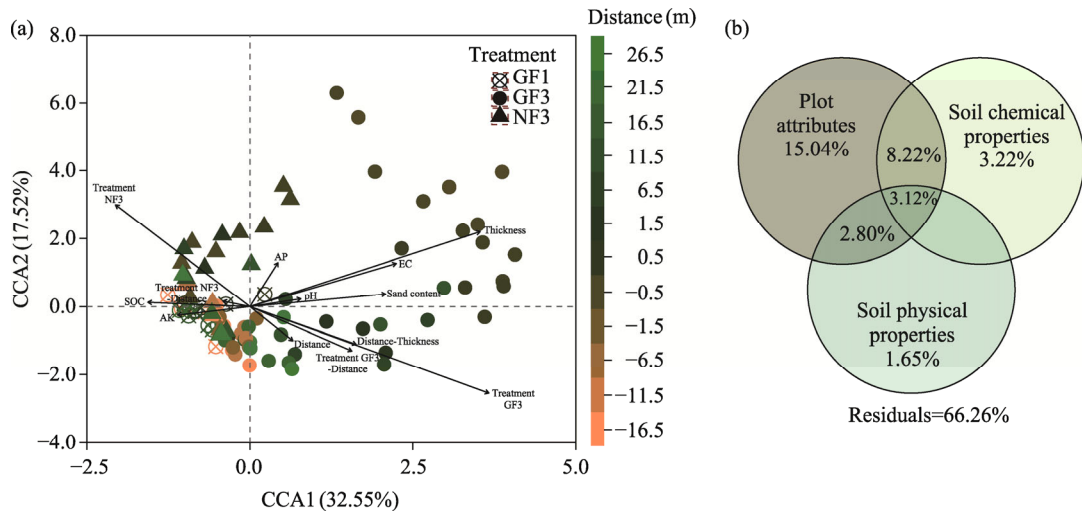 (a)
Distance (m)
Treatment
GF1
GF3
NF3
8.0
6.0
4.0
2.0
0.0
−2.0
−4.0
CCA2 (17.52%)
−2.5
0.0
2.5
5.0
CCA1 (32.55%)
Treatment
NF3
AP
Thickness
EC
Treatment NF3
-Distance
pH
Sand content
SOC
AK
Distance
Distance-Thickness
Treatment GF3
-Distance
Treatment
GF3
26.5
21.5
16.5
11.5
6.5
1.5
0.5
−0.5
−1.5
−6.5
−11.5
−16.5
(b)
Plot
attributes
15.04%
Soil chemical
properties
3.22%
8.22%
3.12%
2.80%
Soil physical
properties
1.65%
Residuals=66.26%